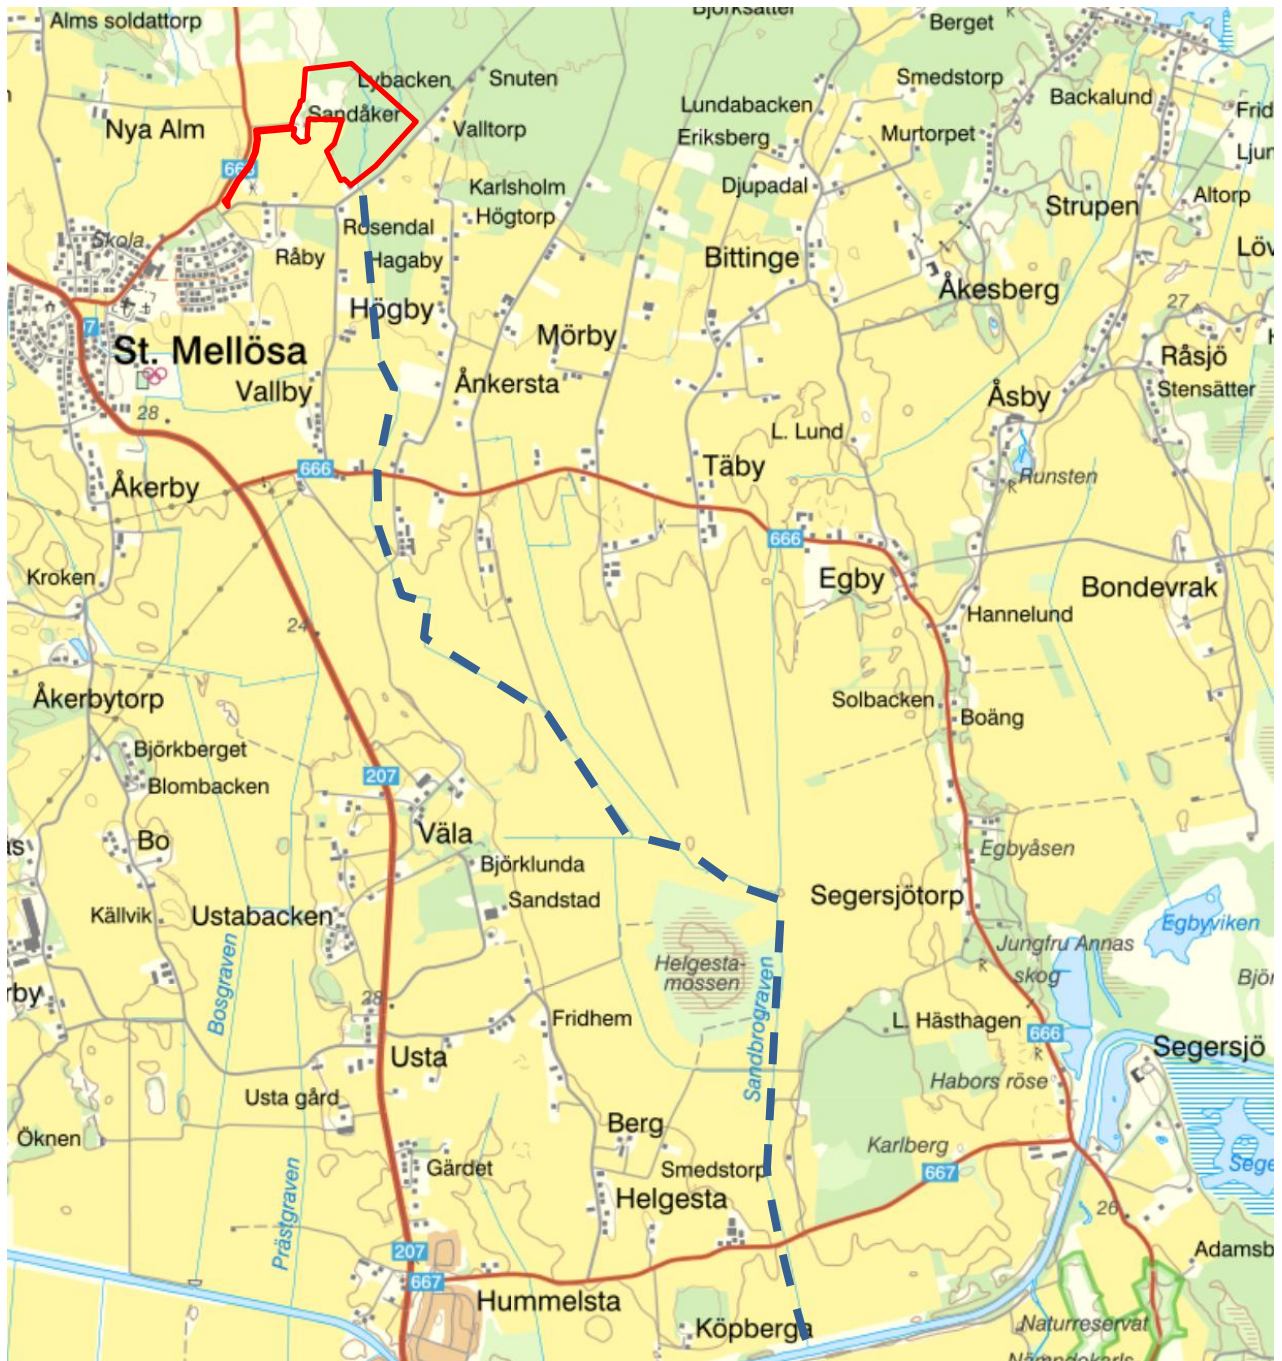 Alms soldattorp
Björksätter
Berget
Lybacken
Snuten
Smedstorp
Backalund
Sandåker
Lundabacken
Nya Alm
Valltorp
Eriksberg
Murtorpet
Karlsholm
Djupadal
Altorp
Högtorp
Strupen
Rosendal
Skola
Råby
Hagaby
Bittinge
Åkesberg
Högby
27
Mörby
St. Mellösa
Råsjö
Vallby
Ånkersta
Stensätter
Åsby
28
L. Lund
666
Täby
Runsten
Åkerby
666
Kroken
Egby
Bondevrak
Hannelund
24
Åkerbytorp
Solbacken
Boäng
Björkberget
207
Blombacken
Väla
Bo
Egbyåsen
Björklunda
Segersjötorp
Källvik
Ustabacken
Sandstad
Egbyviken
Jungfru Annas
skog
Helgesta-
mossen
Bosgraven
28
Fridhem
L. Hästhagen
666
Sandbrograven
Usta
Segersjö
Habors röse
Usta gård
Berg
Öknen
Karlberg
Gärdet
Smedstorp
667
Helgesta
Prästgraven
26
207
667
Hummelsta
Köpberga
Naturreservat